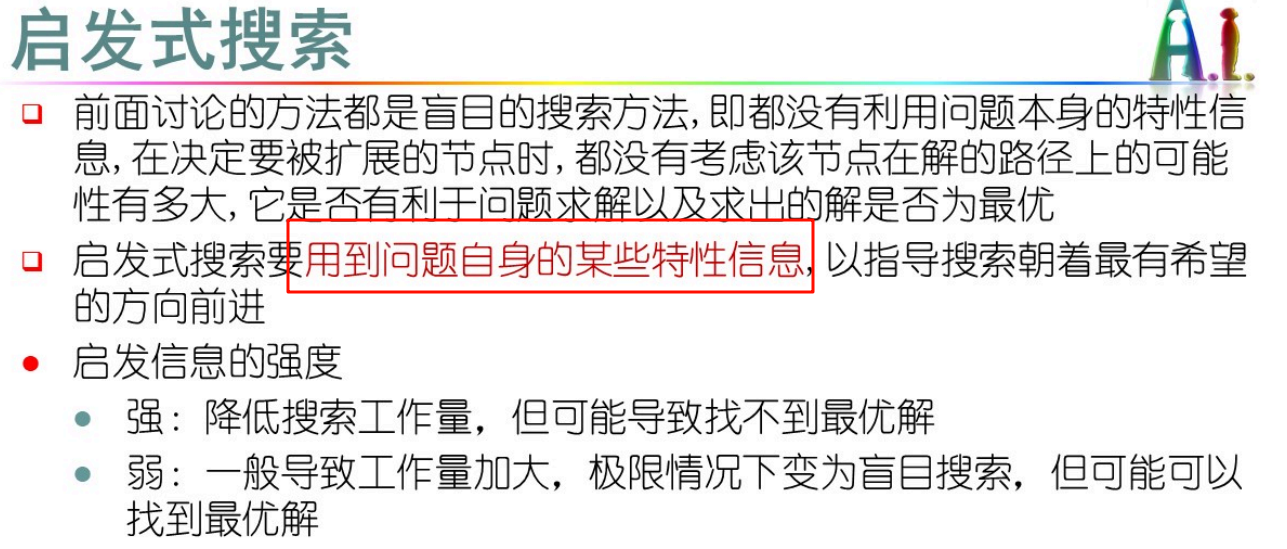 启发式搜索
A.I.
前面讨论的方法都是盲目的搜索方法,即都没有利用问题本身的特性信
息,在决定要被扩展的节点时,都没有考虑该节点在解的路径上的可能
性有多大,它是否有利于问题求解以及求出的解是否为最优
启发式搜索要用到问题自身的某些特性信息,以指导搜索朝着最有希望
的方向前进
启发信息的强度
强：降低搜索工作量，但可能导致找不到最优解
弱：一般导致工作量加大，极限情况下变为盲目搜索，但可能可以
找到最优解